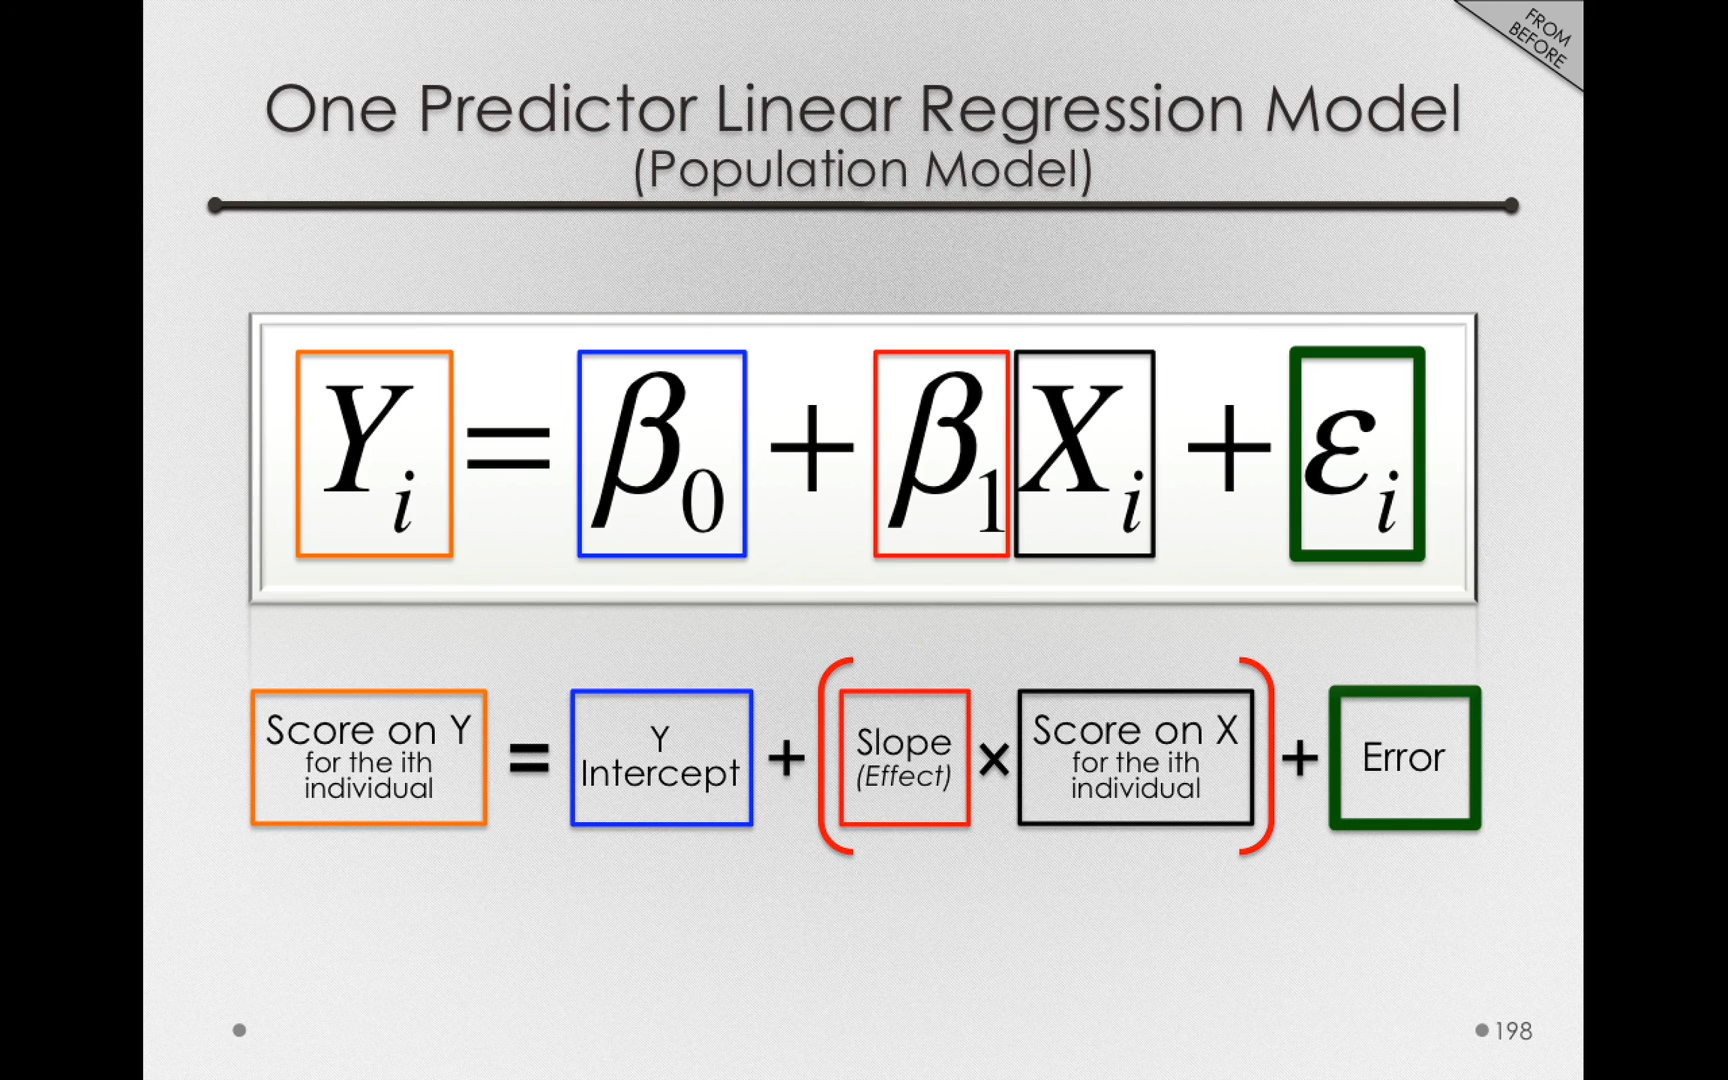 FROM
BEFORE
One Predictor Linear Regression Model
(Population Model)
Yᵢ = β₀ + β₁Xᵢ + εᵢ
Score on Y
for the ith
individual
=
Y
Intercept
+
(
Slope
(Effect)
×
Score on X
for the ith
individual
)
+
Error
198